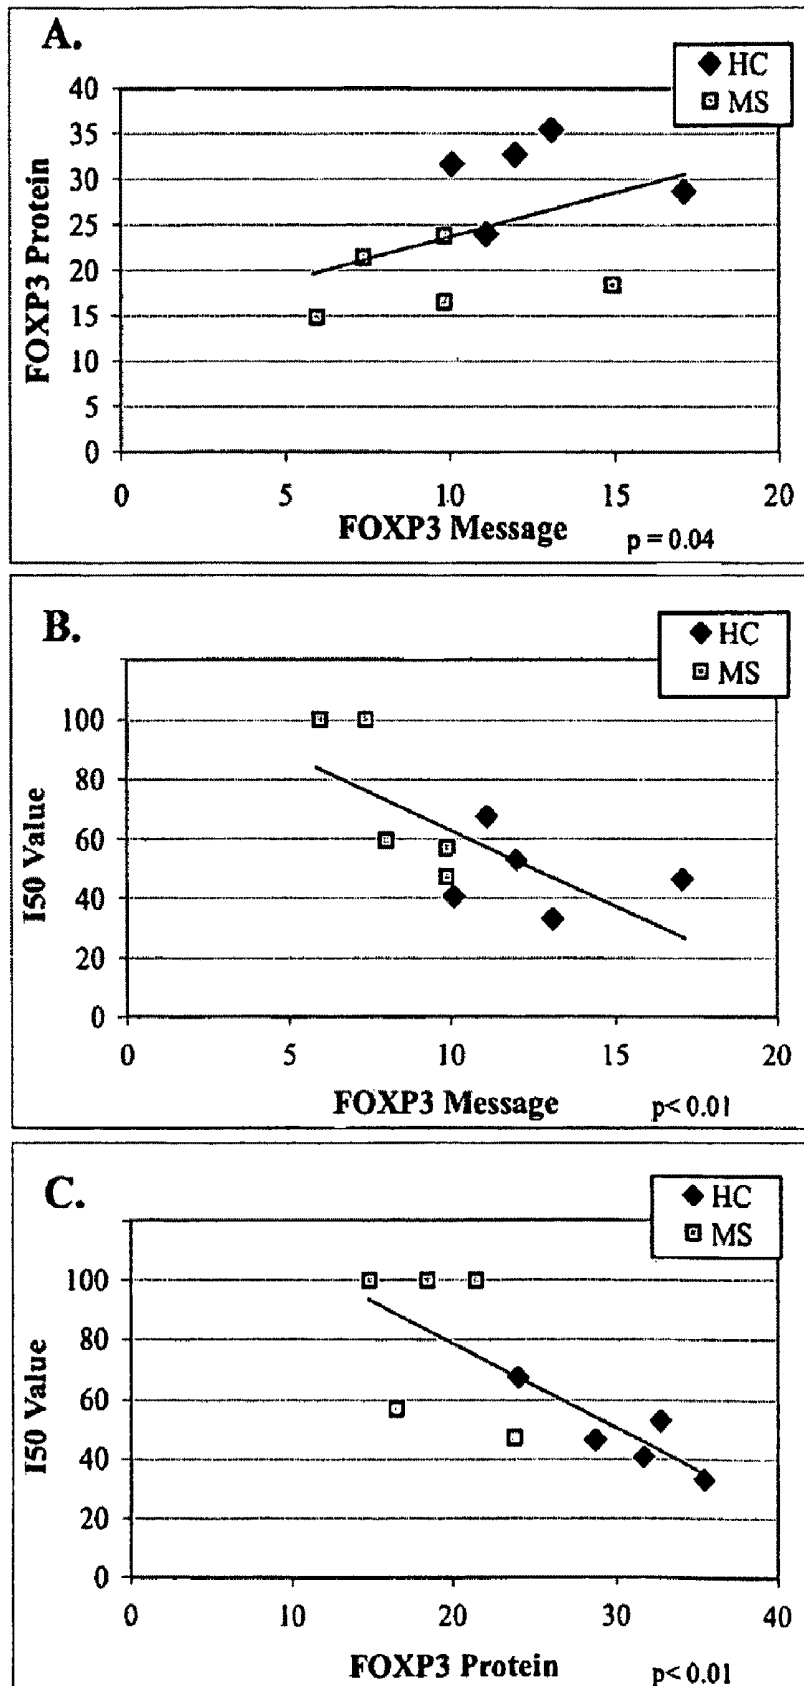 A.
HC
MS
FOXP3 Protein
40
35
30
25
20
15
10
5
0
0 5 10 15 20
FOXP3 Message
p = 0.04
B.
HC
MS
I50 Value
100
80
60
40
20
0
0 5 10 15 20
FOXP3 Message
p< 0.01
C.
HC
MS
I50 Value
100
80
60
40
20
0
0 10 20 30 40
FOXP3 Protein
p< 0.01